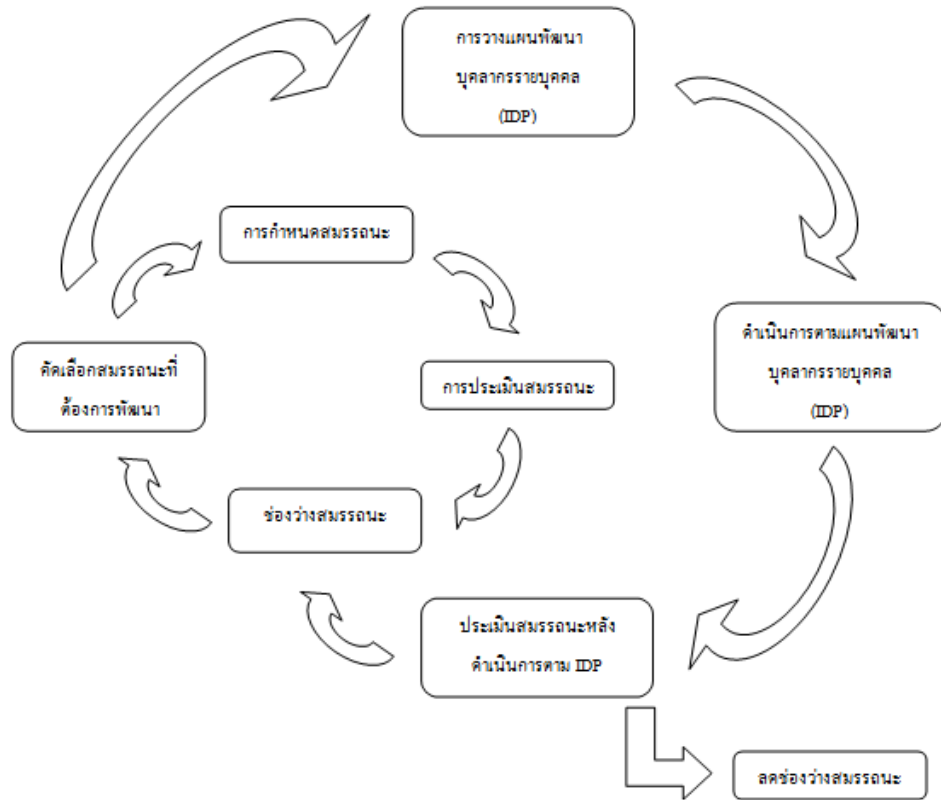 การวางแผนพัฒนา
บุคลากรรายบุคคล
(IDP)
การกำหนดสมรรถนะ
คัดเลือกสมรรถนะที่
ต้องการพัฒนา
การประเมินสมรรถนะ
ดำเนินการตามแผนพัฒนา
บุคลากรรายบุคคล
(IDP)
ช่องว่างสมรรถนะ
ประเมินสมรรถนะหลัง
ดำเนินการตาม IDP
ลดช่องว่างสมรรถนะ